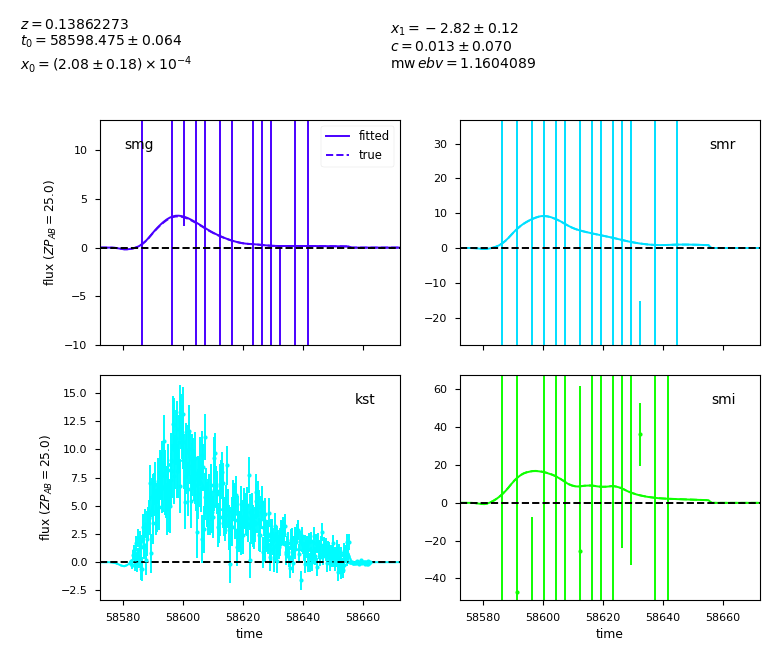 z = 0.13862273
t₀ = 58598.475 ± 0.064
x₀ = (2.08 ± 0.18) × 10⁻⁴
x₁ = −2.82 ± 0.12
c = 0.013 ± 0.070
mw ebv = 1.1604089
smg
fitted
true
10
5
0
−5
−10
flux (ZP_AB = 25.0)
smr
30
20
10
0
−10
−20
kst
15.0
12.5
10.0
7.5
5.0
2.5
0.0
−2.5
flux (ZP_AB = 25.0)
58580 58600 58620 58640 58660
time
smi
60
40
20
0
−20
−40
58580 58600 58620 58640 58660
time